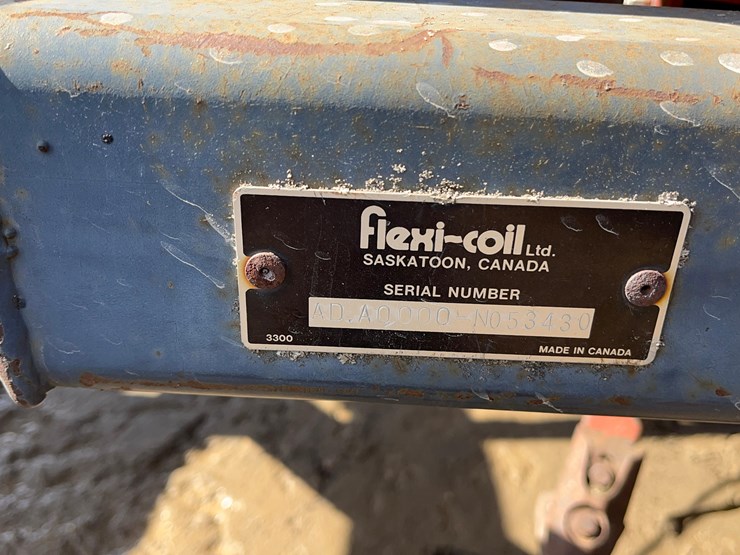 flexi-coil Ltd.
SASKATOON, CANADA
SERIAL NUMBER
AD.A0000-N053430
3300
MADE IN CANADA